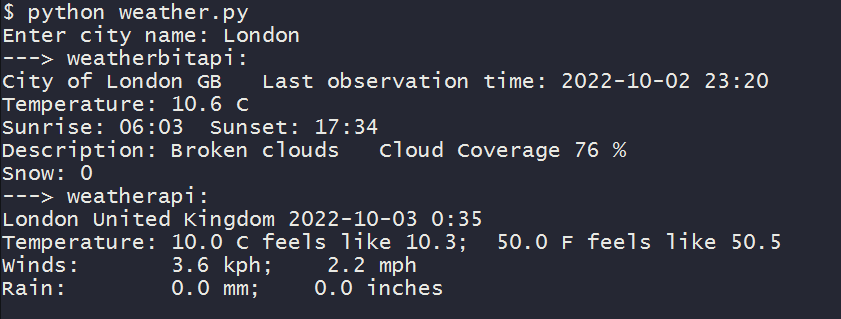 $ python weather.py
Enter city name: London
---> weatherbitapi:
City of London GB   Last observation time: 2022-10-02 23:20
Temperature: 10.6 C
Sunrise: 06:03  Sunset: 17:34
Description: Broken clouds   Cloud Coverage 76 %
Snow: 0
---> weatherapi:
London United Kingdom 2022-10-03 0:35
Temperature: 10.0 C feels like 10.3;  50.0 F feels like 50.5
Winds:       3.6 kph;    2.2 mph
Rain:        0.0 mm;    0.0 inches